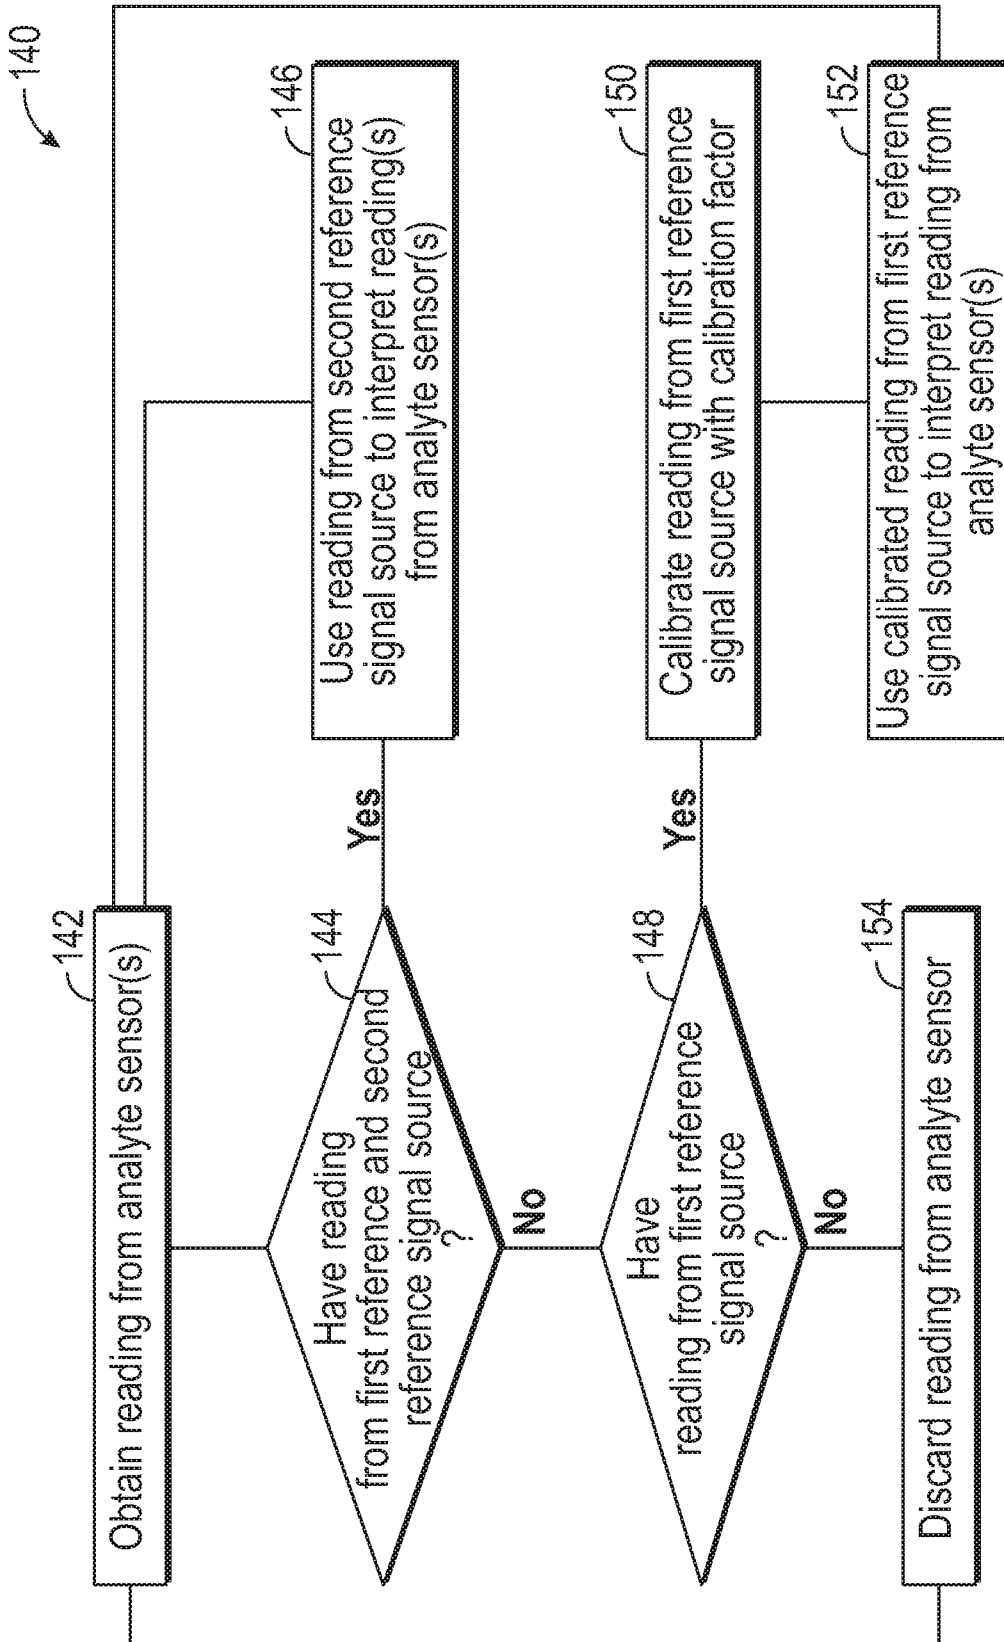 140
142
Obtain reading from analyte sensor(s)
144
Have reading
from first reference and second
reference signal source
?
Yes
146
Use reading from second reference
signal source to interpret reading(s)
from analyte sensor(s)
No
148
Have
reading from first reference
signal source
?
Yes
150
Calibrate reading from first reference
signal source with calibration factor
152
Use calibrated reading from first reference
signal source to interpret reading from
analyte sensor(s)
No
154
Discard reading from analyte sensor